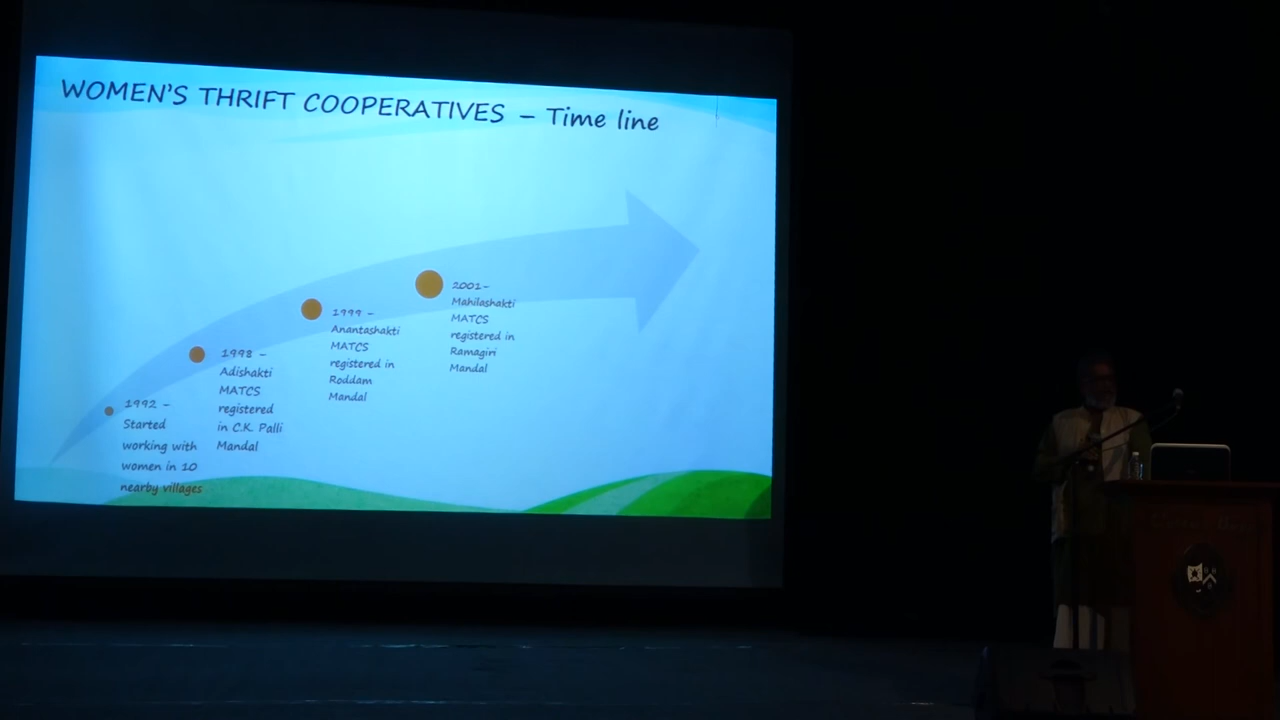 WOMEN'S THRIFT COOPERATIVES – Time line
1992 –
Started
working with
women in 10
nearby villages
1998 –
Adishakti
MATCS
registered
in C.K. Palli
Mandal
1999 –
Anantashakti
MATCS
registered in
Roddam
Mandal
2001–
Mahilashakti
MATCS
registered in
Ramagiri
Mandal